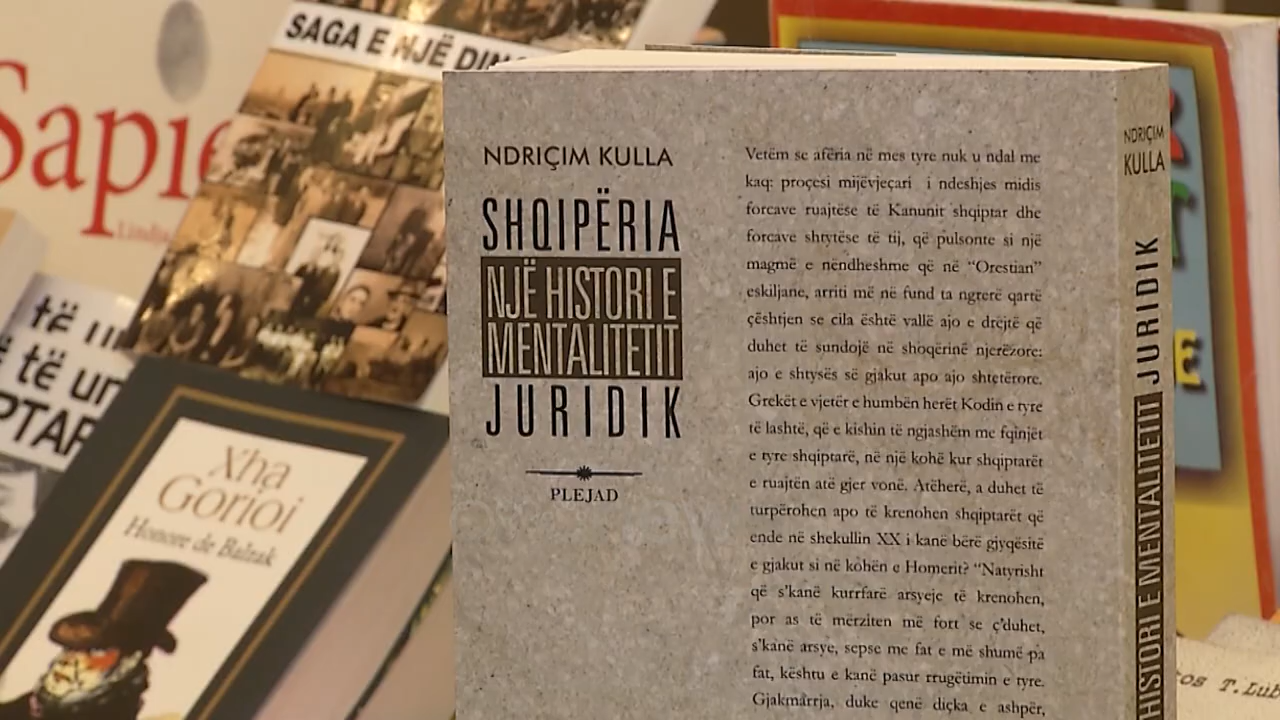 SAGA E NJË
Sapie
të
të
Xha
Gorioi
Honore de Balzak
NDRIÇIM KULLA
SHQIPËRIA
NJË HISTORI E
MENTALITETIT
JURIDIK
PLEJAD
Vetëm se afëria në mes tyre nuk u ndal me
kaq: proçesi mijëvjeçari i ndeshjes midis
forcave ruajtëse të Kanunit shqiptar dhe
forcave shtytëse të tij, që pulsonte si një
magmë e nëndheshme që në “Orestian”
eskiljane, arriti më në fund ta ngrerë qartë
çështjen se cila është vallë ajo e drejtë që
duhet të sundojë në shoqërinë njerëzore:
ajo e shtysës së gjakut apo ajo shtetërore.
Grekët e vjetër e humbën herët Kodin e tyre
të lashtë, që e kishin të ngjashëm me fqinjët
e tyre shqiptarë, në një kohë kur shqiptarët
e ruajtën atë gjer vonë. Atëherë, a duhet të
turpërohen apo të krenohen shqiptarët që
ende në shekullin XX i kanë bërë gjyqësitë
e gjakut si në kohën e Homerit? “Natyrisht
që s’kanë kurrfarë arsyeje të krenohen,
por as të mërziten më fort se ç’duhet,
s’kanë arsye, sepse me fat e më shumë pa
fat, kështu e kanë pasur rrugëtimin e tyre.
Gjakmarrja, duke qenë diçka e ashpër,
NDRIÇIM
KULLA
HISTORI E MENTALITETIT JURIDIK
E
T. Lub